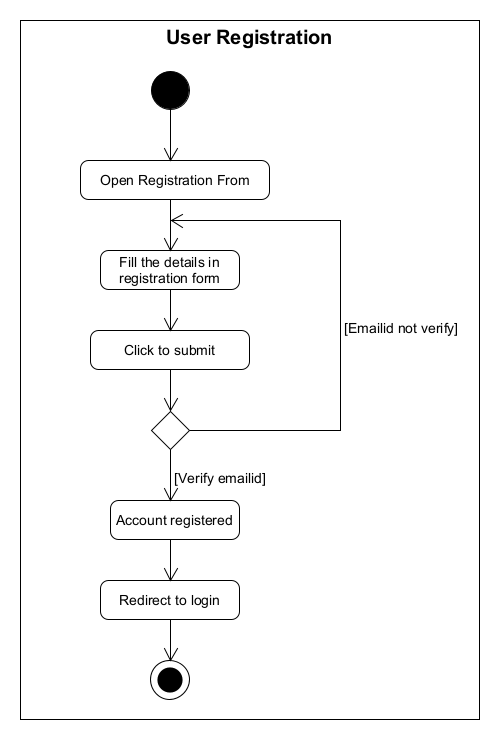 User Registration
Open Registration From
Fill the details in
registration form
[Emailid not verify]
Click to submit
[Verify emailid]
Account registered
Redirect to login